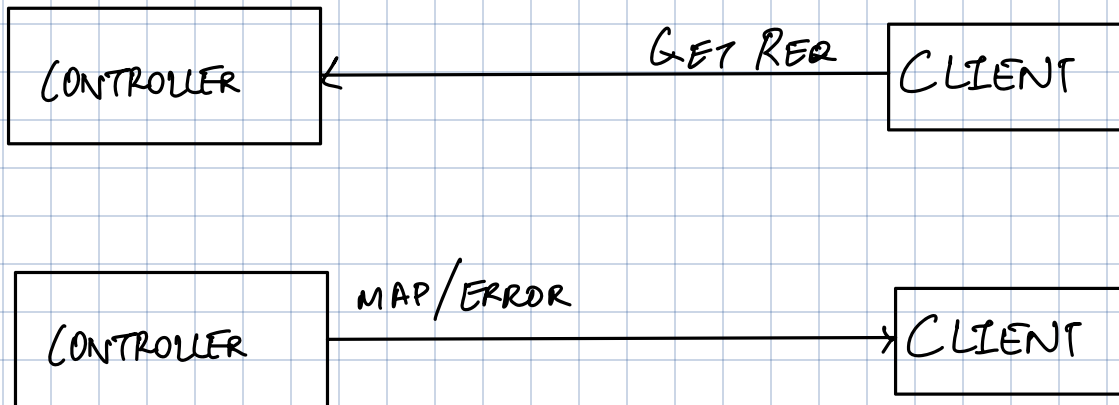 GET REQ
CONTROLLER
CLIENT
MAP/ERROR
CONTROLLER
CLIENT